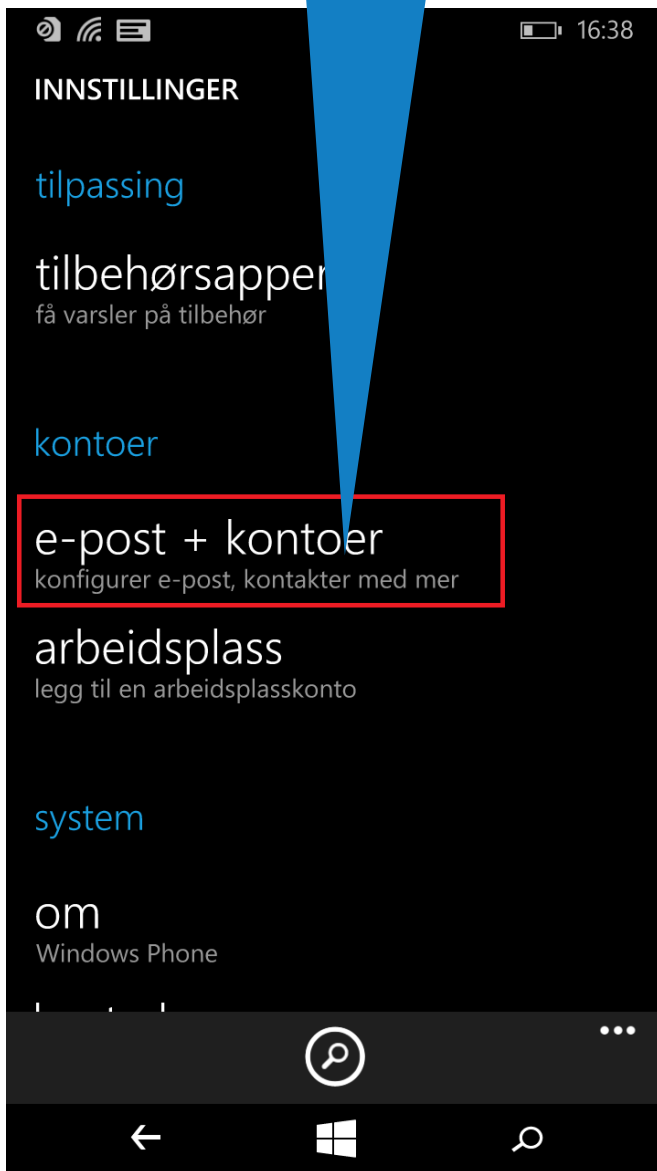 16:38
INNSTILLINGER
tilpassing
tilbehørsapper
få varsler på tilbehør
kontoer
e-post + kontoer
konfigurer e-post, kontakter med mer
arbeidsplass
legg til en arbeidsplasskonto
system
om
Windows Phone